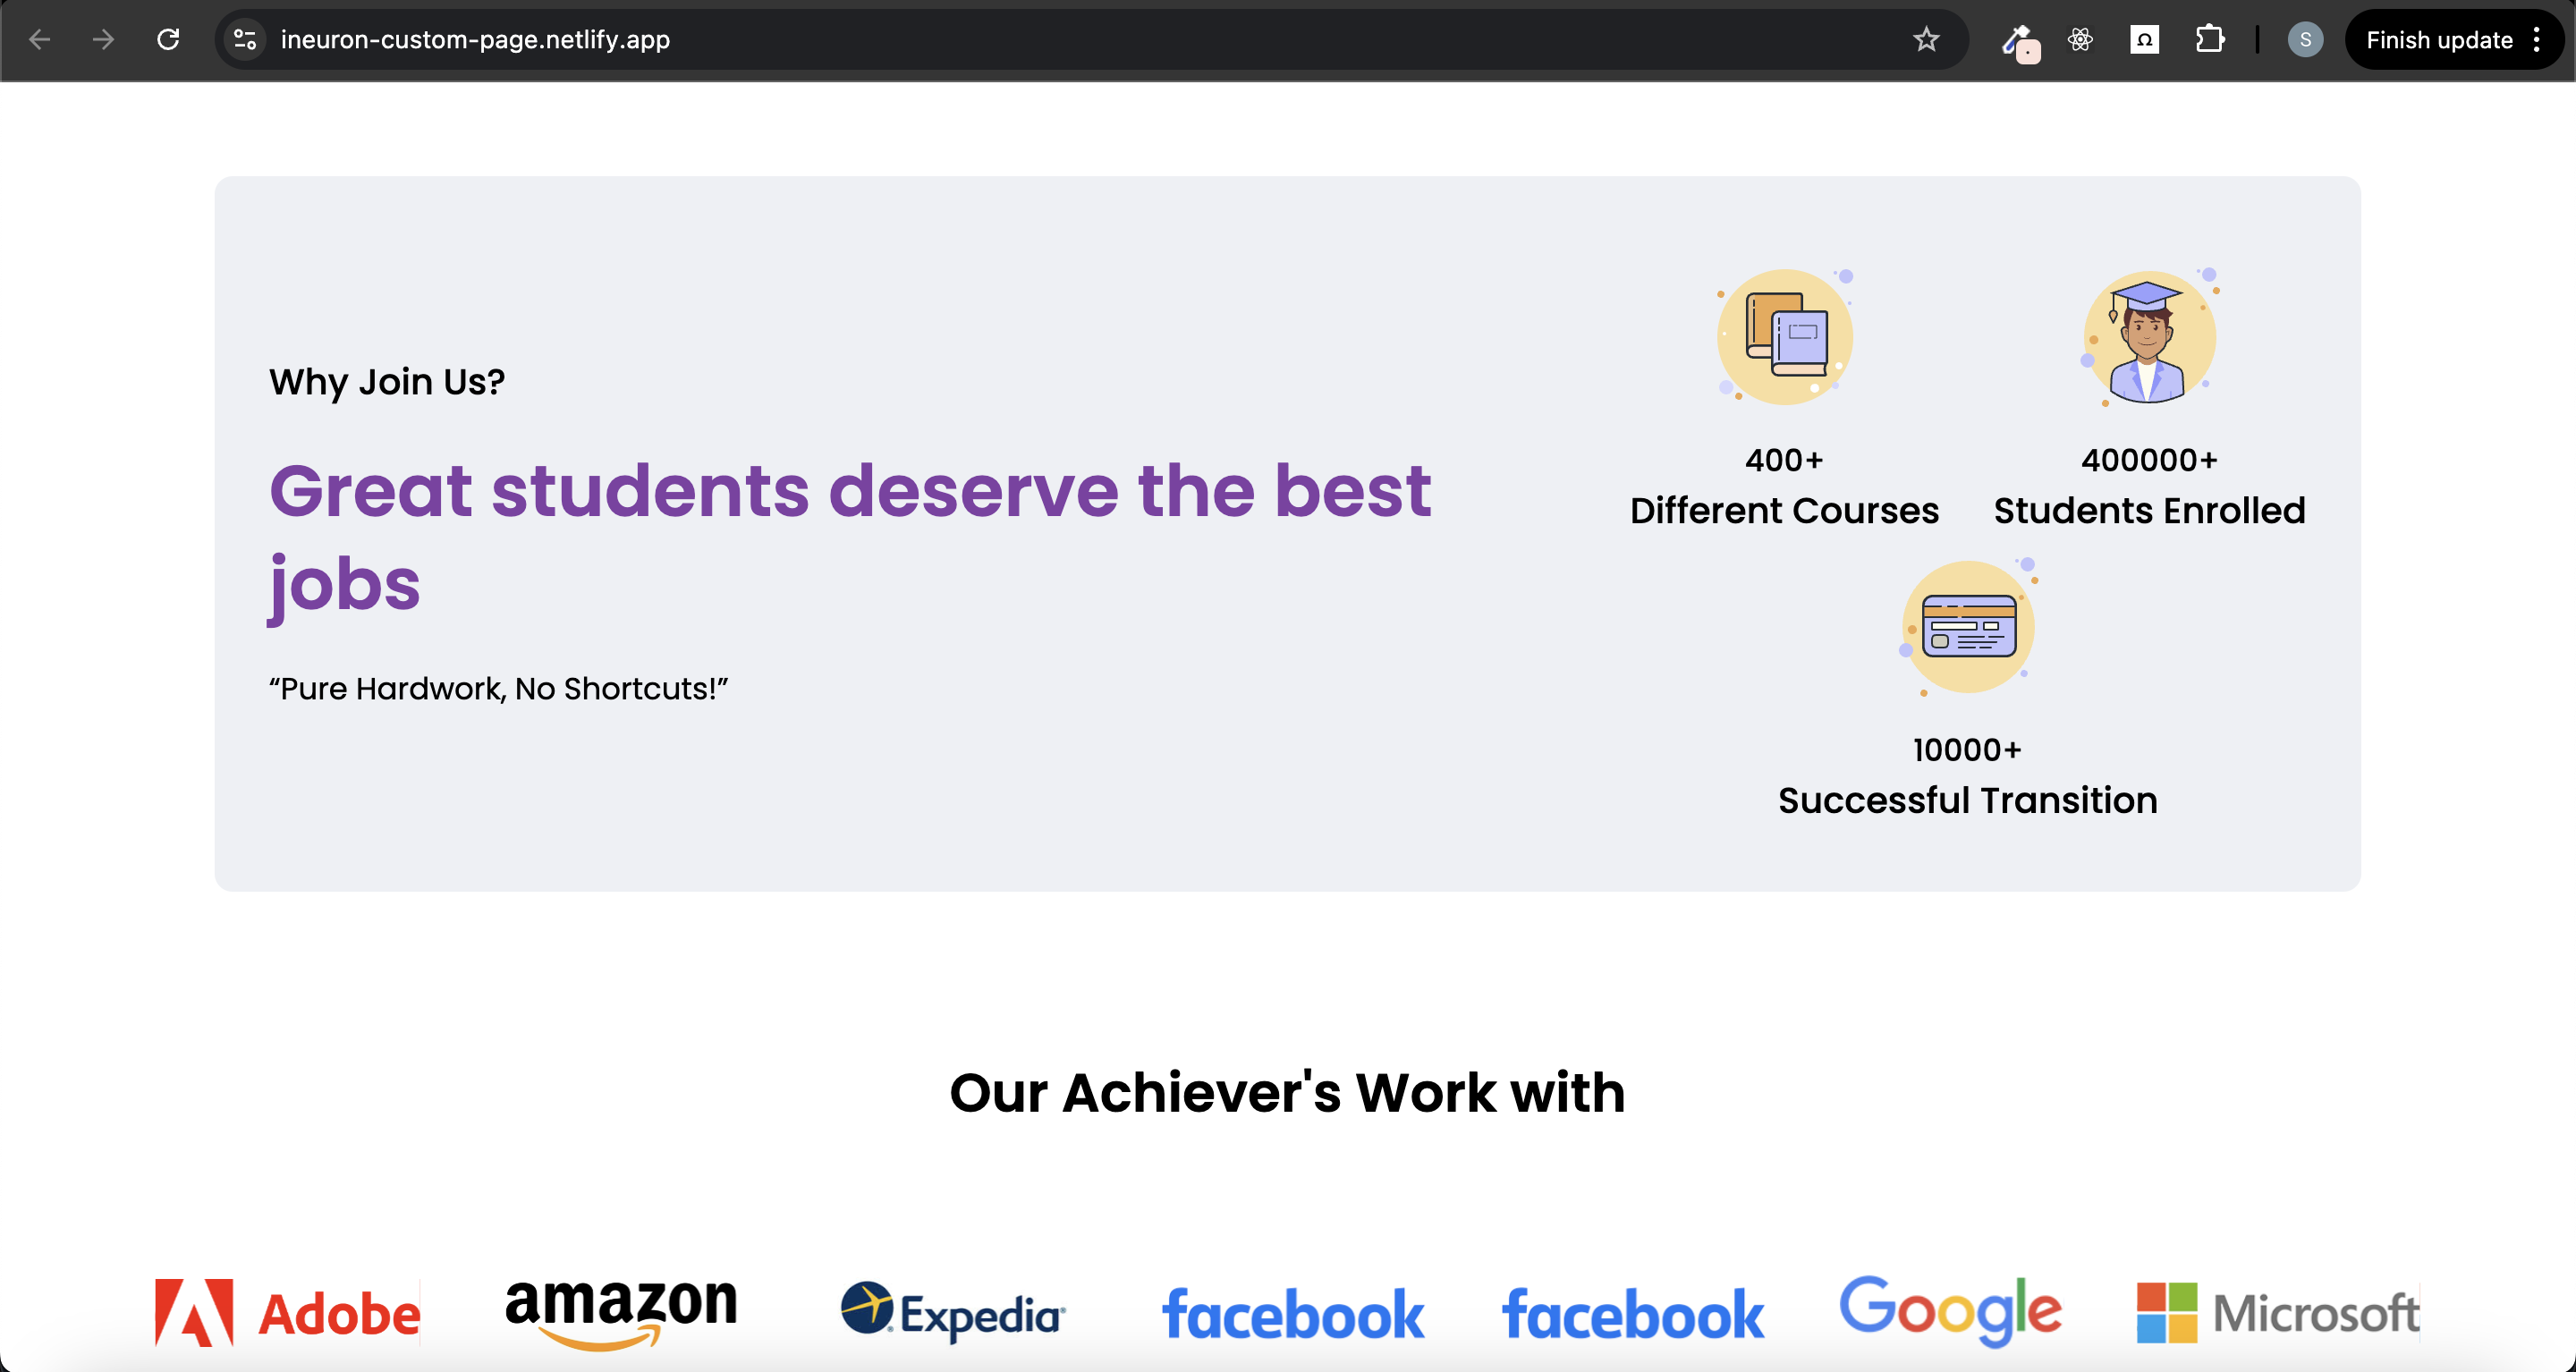 ineuron-custom-page.netlify.app
S
Finish update
Why Join Us?
Great students deserve the best
jobs
“Pure Hardwork, No Shortcuts!”
400+
Different Courses
400000+
Students Enrolled
10000+
Successful Transition
Our Achiever's Work with
Adobe
amazon
Expedia
facebook
facebook
Google
Microsoft